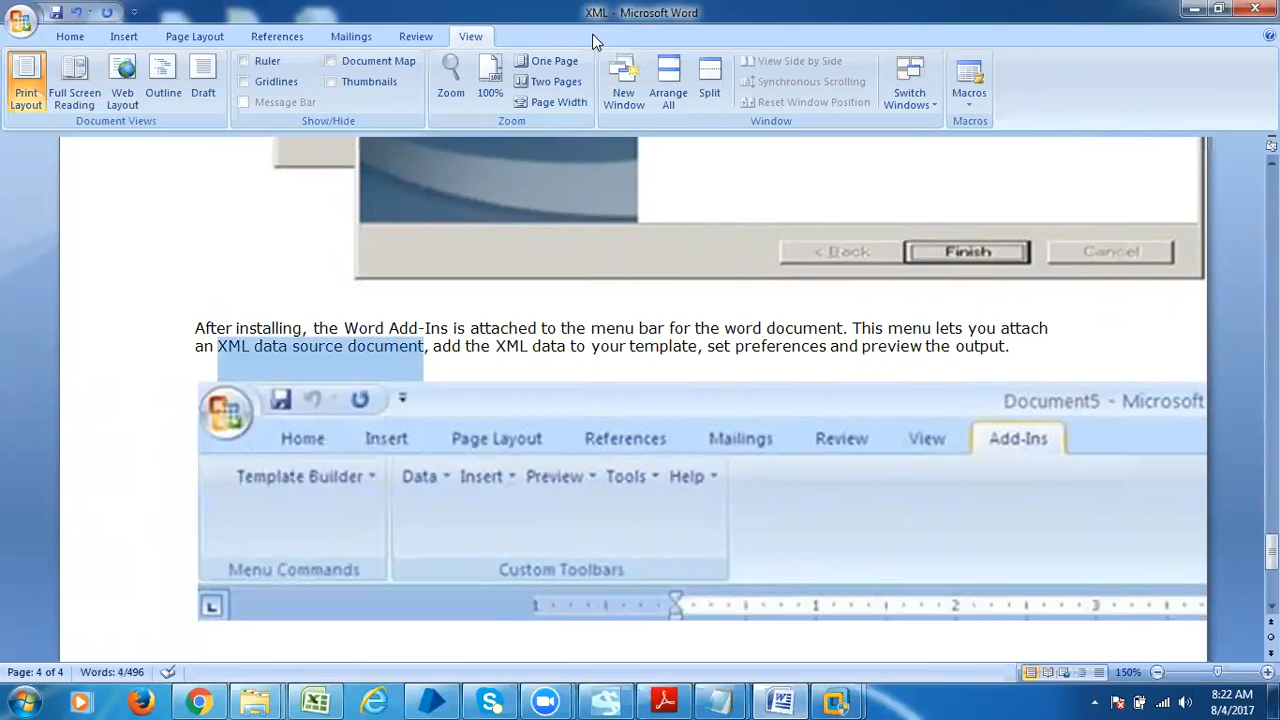 XML - Microsoft Word
Home Insert Page Layout References Mailings Review View
Print Layout
Full Screen Reading
Web Layout
Outline
Draft
Document Views
Ruler
Gridlines
Message Bar
Document Map
Thumbnails
Show/Hide
Zoom
100%
One Page
Two Pages
Page Width
Zoom
New Window
Arrange All
Split
View Side by Side
Synchronous Scrolling
Reset Window Position
Window
Switch Windows
Macros
Macros
< Back Finish Cancel
After installing, the Word Add-Ins is attached to the menu bar for the word document. This menu lets you attach
an XML data source document, add the XML data to your template, set preferences and preview the output.
Document5 - Microsoft
Home Insert Page Layout References Mailings Review View Add-Ins
Template Builder Data Insert Preview Tools Help
Menu Commands Custom Toolbars
1 1 2 3
Page: 4 of 4 Words: 4/496 150%
8:22 AM
8/4/2017